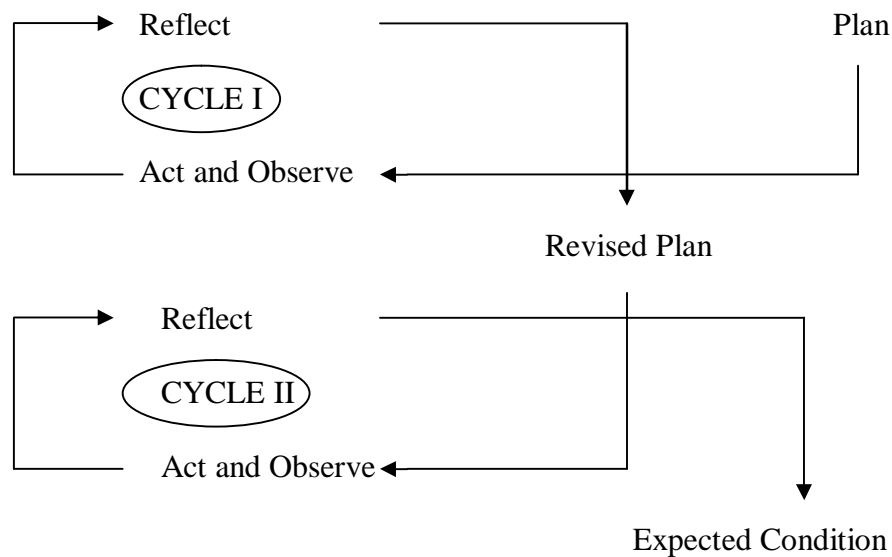 Reflect Plan
CYCLE I
Act and Observe
Revised Plan
Reflect
CYCLE II
Act and Observe
Expected Condition